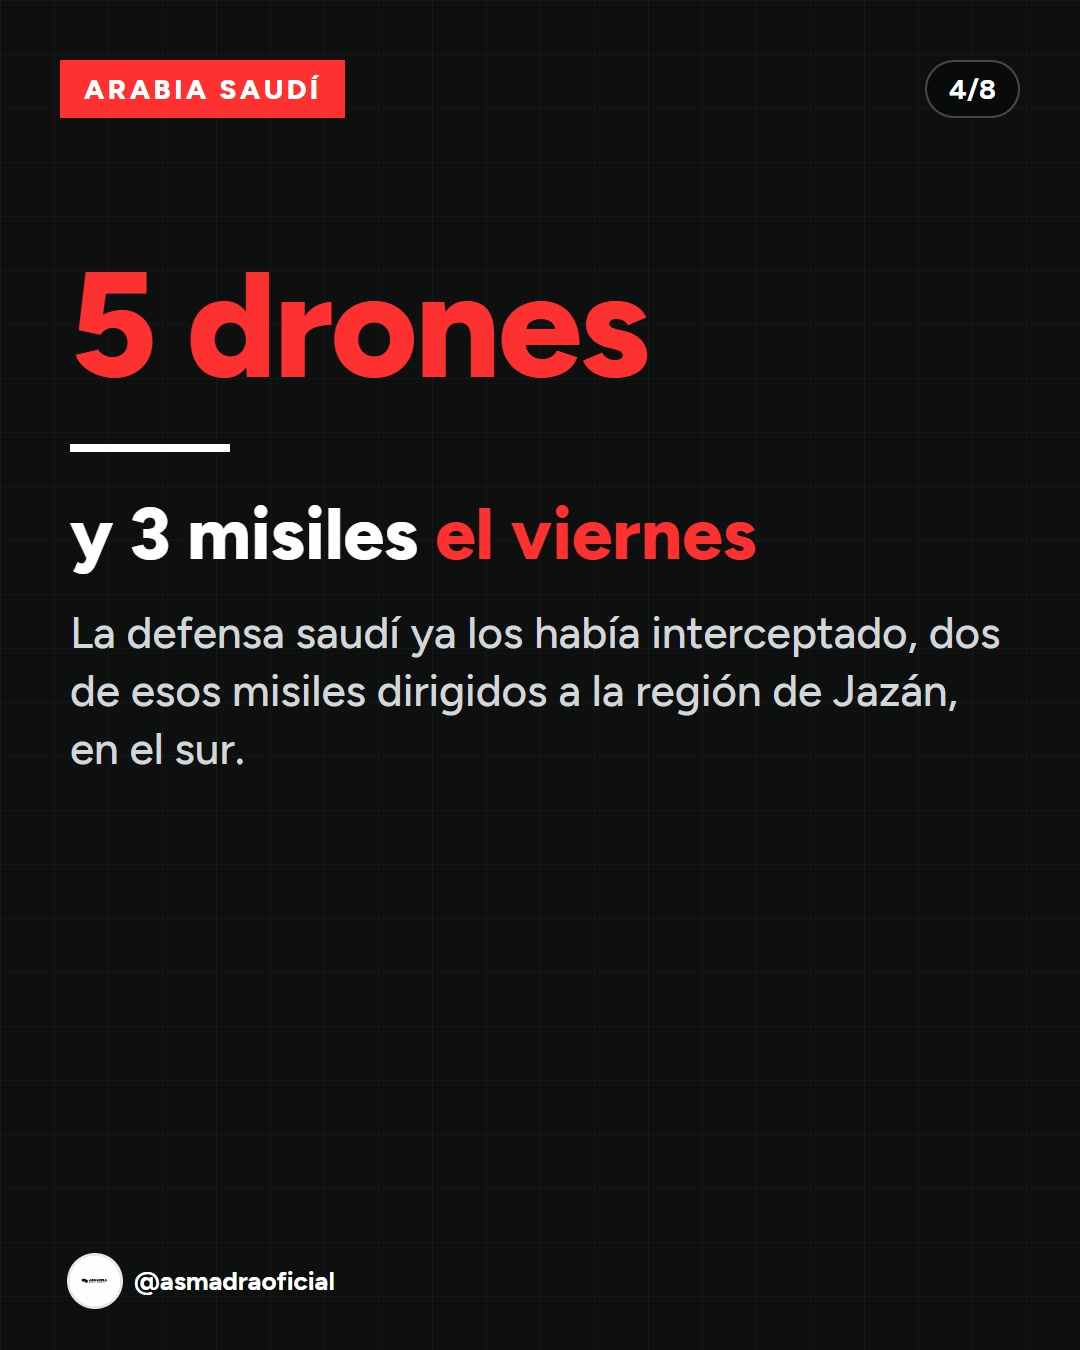 ARABIA SAUDÍ
4/8
5 drones
y 3 misiles el viernes
La defensa saudí ya los había interceptado, dos
de esos misiles dirigidos a la región de Jazán,
en el sur.
@asmadraoficial